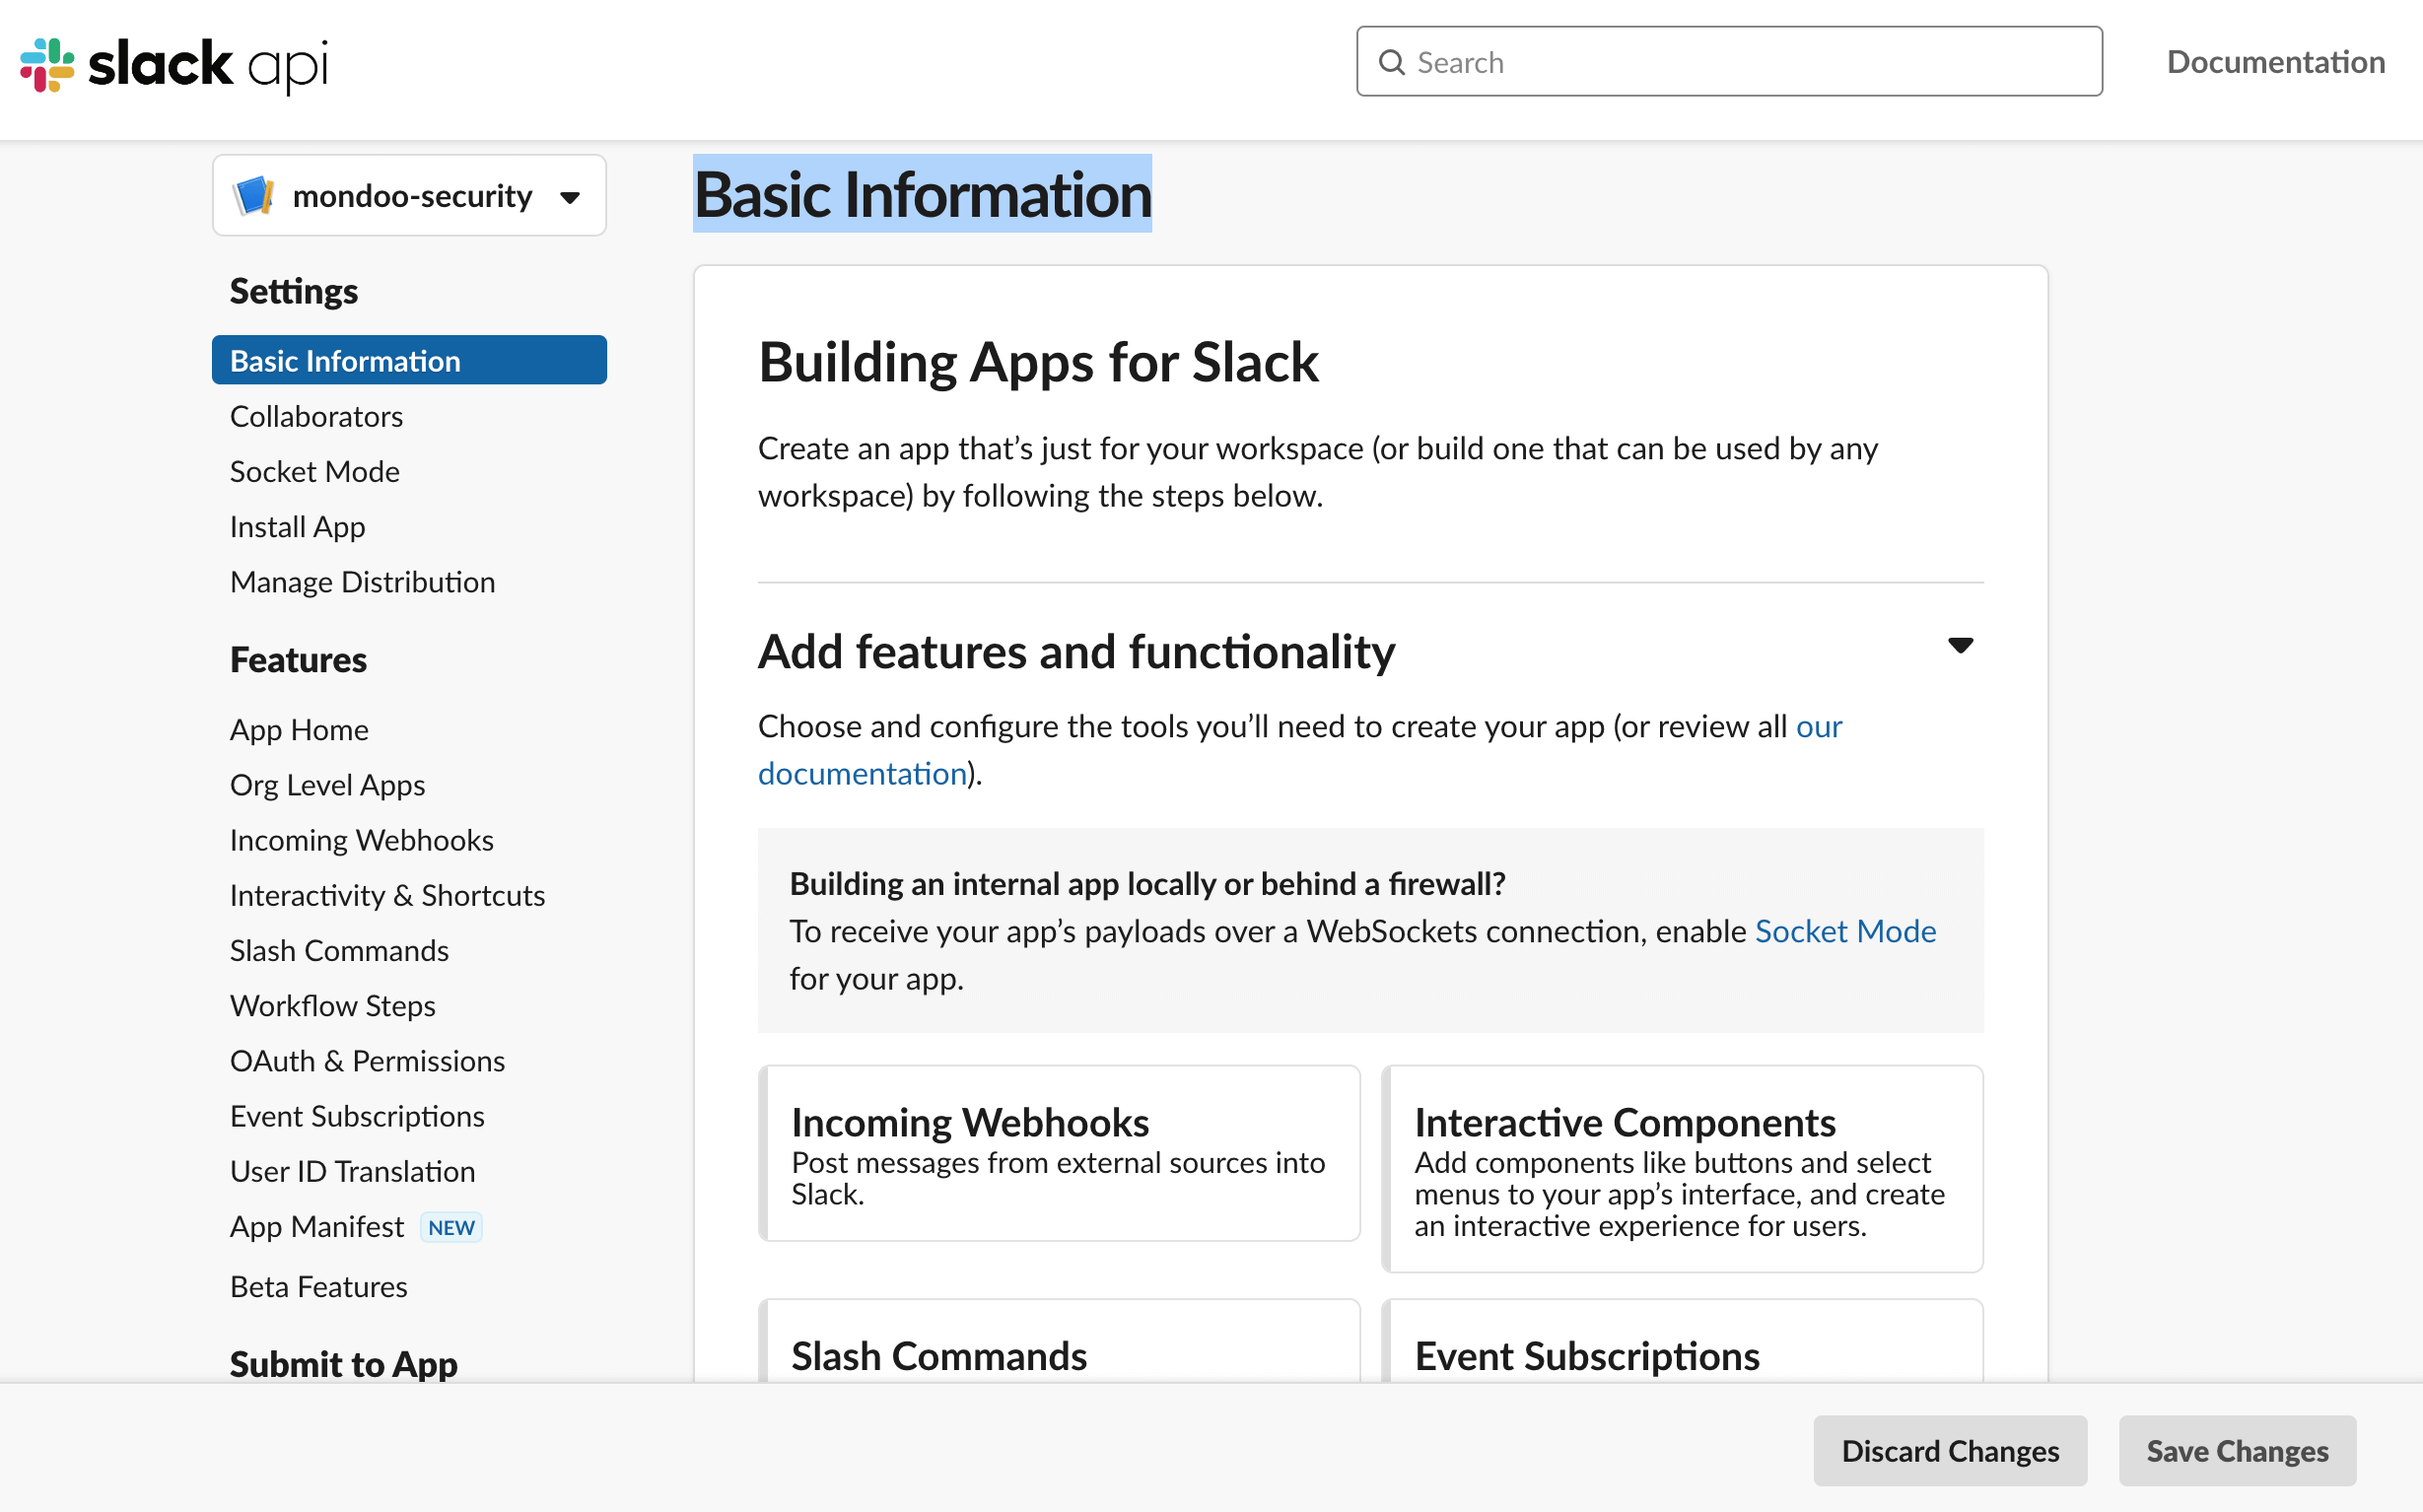 slack api
Search
Documentation
mondoo-security
Settings
Basic Information
Collaborators
Socket Mode
Install App
Manage Distribution
Features
App Home
Org Level Apps
Incoming Webhooks
Interactivity & Shortcuts
Slash Commands
Workflow Steps
OAuth & Permissions
Event Subscriptions
User ID Translation
App Manifest NEW
Beta Features
Submit to App
Basic Information
Building Apps for Slack
Create an app that’s just for your workspace (or build one that can be used by any
workspace) by following the steps below.
Add features and functionality
Choose and configure the tools you’ll need to create your app (or review all our
documentation).
Building an internal app locally or behind a firewall?
To receive your app’s payloads over a WebSockets connection, enable Socket Mode
for your app.
Incoming Webhooks
Post messages from external sources into
Slack.
Interactive Components
Add components like buttons and select
menus to your app’s interface, and create
an interactive experience for users.
Slash Commands
Event Subscriptions
Discard Changes
Save Changes